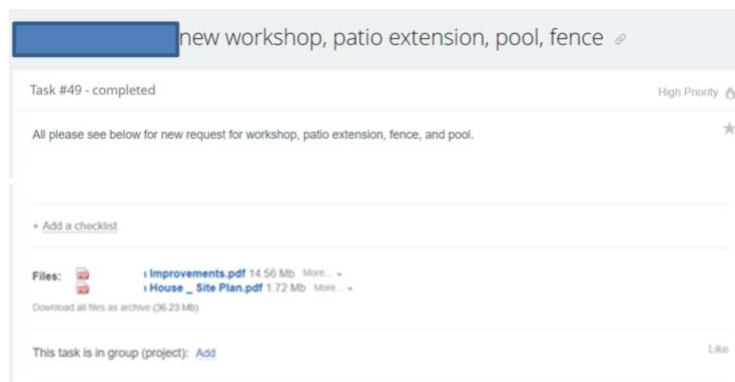 new workshop, patio extension, pool, fence
Task #49 - completed
High Priority
All please see below for new request for workshop, patio extension, fence, and pool.
+ Add a checklist
Files: Improvements.pdf 14.56 Mb More...
House _ Site Plan.pdf 1.72 Mb More...
Download all files as archive (36.23 Mb)
This task is in group (project): Add
Like